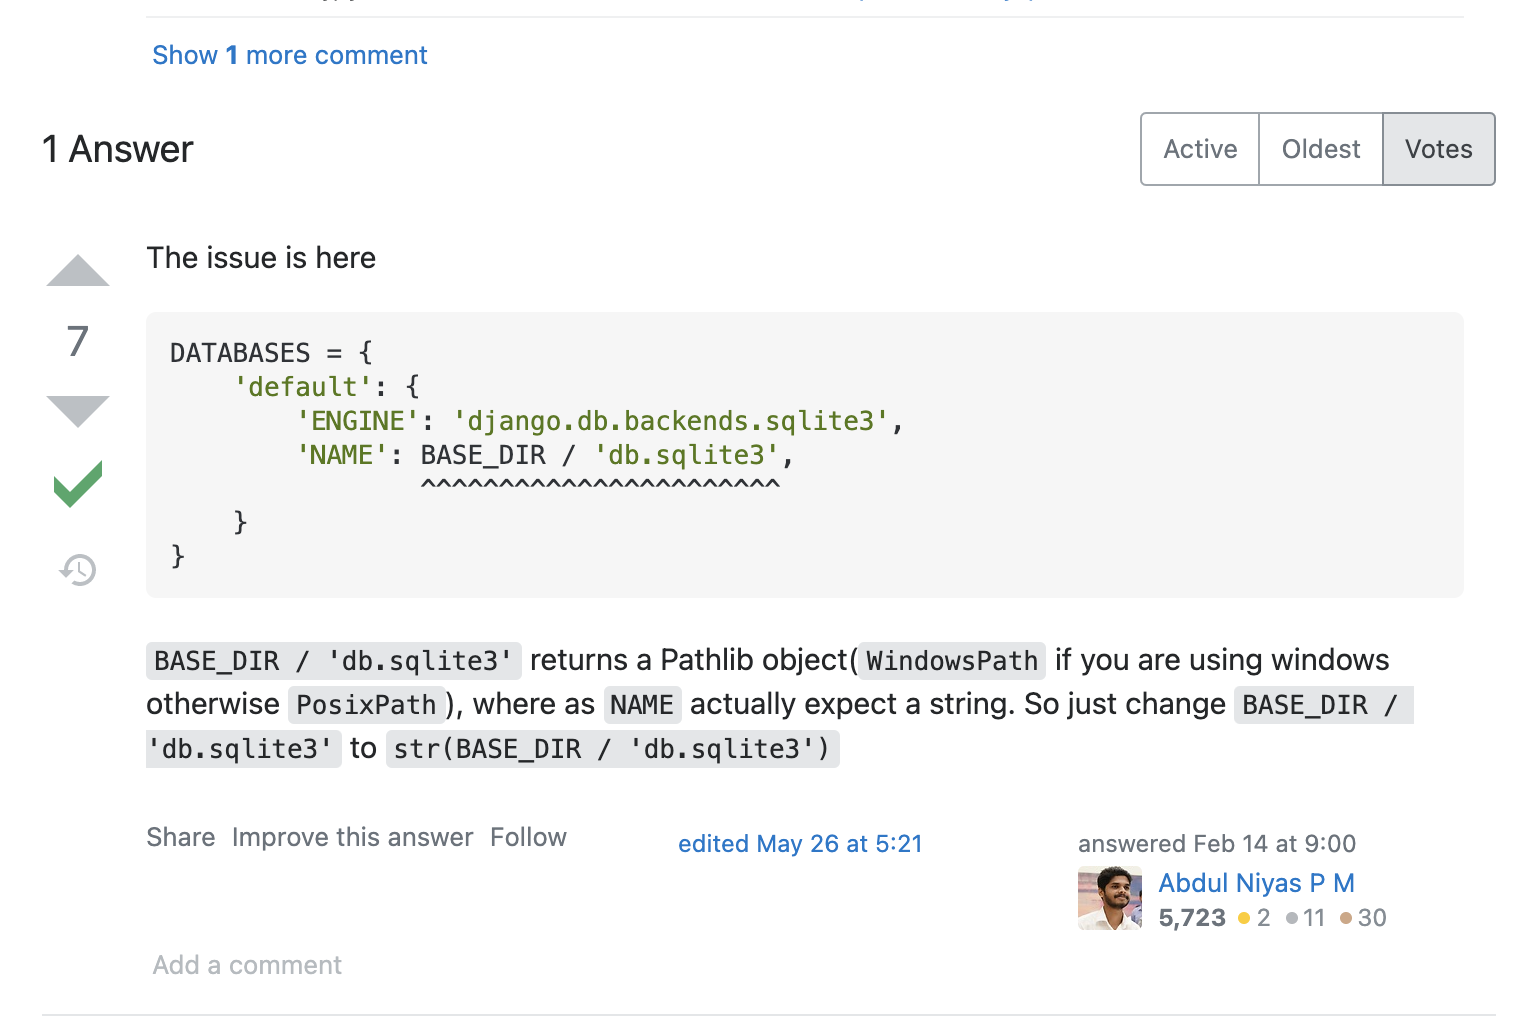 Show 1 more comment
1 Answer
Active Oldest Votes
The issue is here
7
DATABASES = {
    'default': {
        'ENGINE': 'django.db.backends.sqlite3',
        'NAME': BASE_DIR / 'db.sqlite3',
                ^^^^^^^^^^^^^^^^^^^^^^^
    }
}
BASE_DIR / 'db.sqlite3' returns a Pathlib object(WindowsPath if you are using windows
otherwise PosixPath), where as NAME actually expect a string. So just change BASE_DIR /
'db.sqlite3' to str(BASE_DIR / 'db.sqlite3')
Share Improve this answer Follow
edited May 26 at 5:21
answered Feb 14 at 9:00
Abdul Niyas P M
5,723 2 11 30
Add a comment